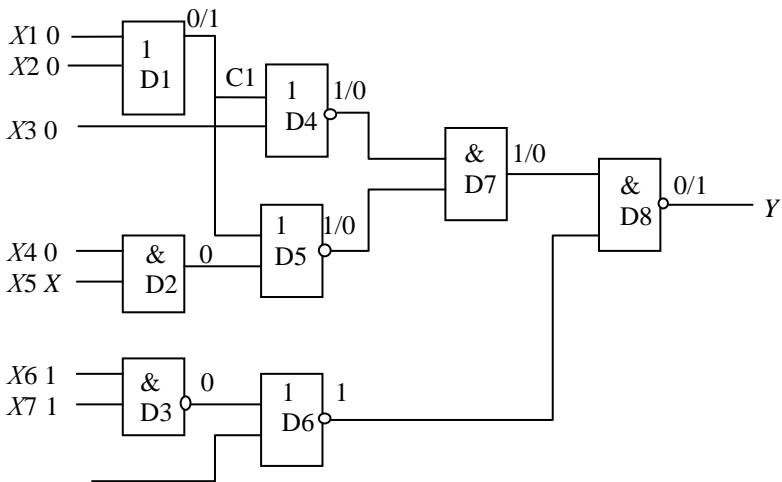 X1 0
X2 0
1
D1
0/1
C1
X3 0
1
D4
1/0
&
D7
1/0
&
D8
0/1
Y
X4 0
X5 X
&
D2
0
1
D5
1/0
X6 1
X7 1
&
D3
0
1
D6
1